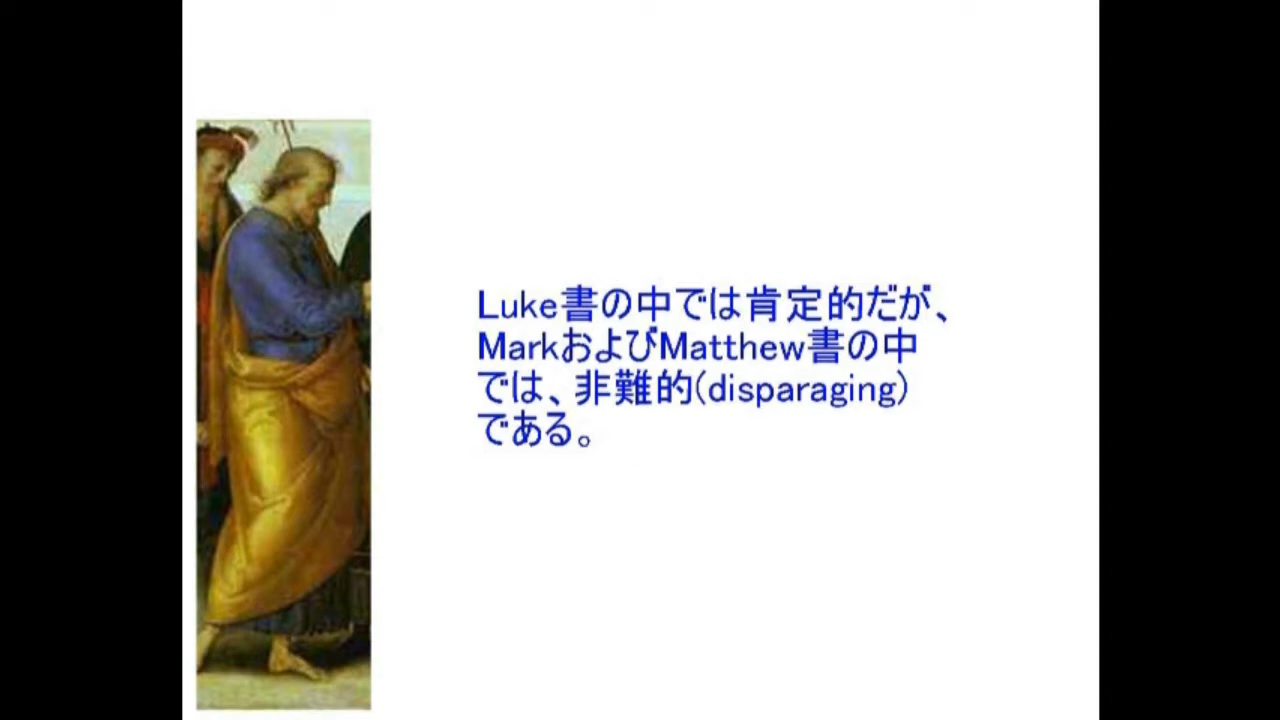 Luke書の中では肯定的だが、
MarkおよびMatthew書の中
では、非難的(disparaging)
である。